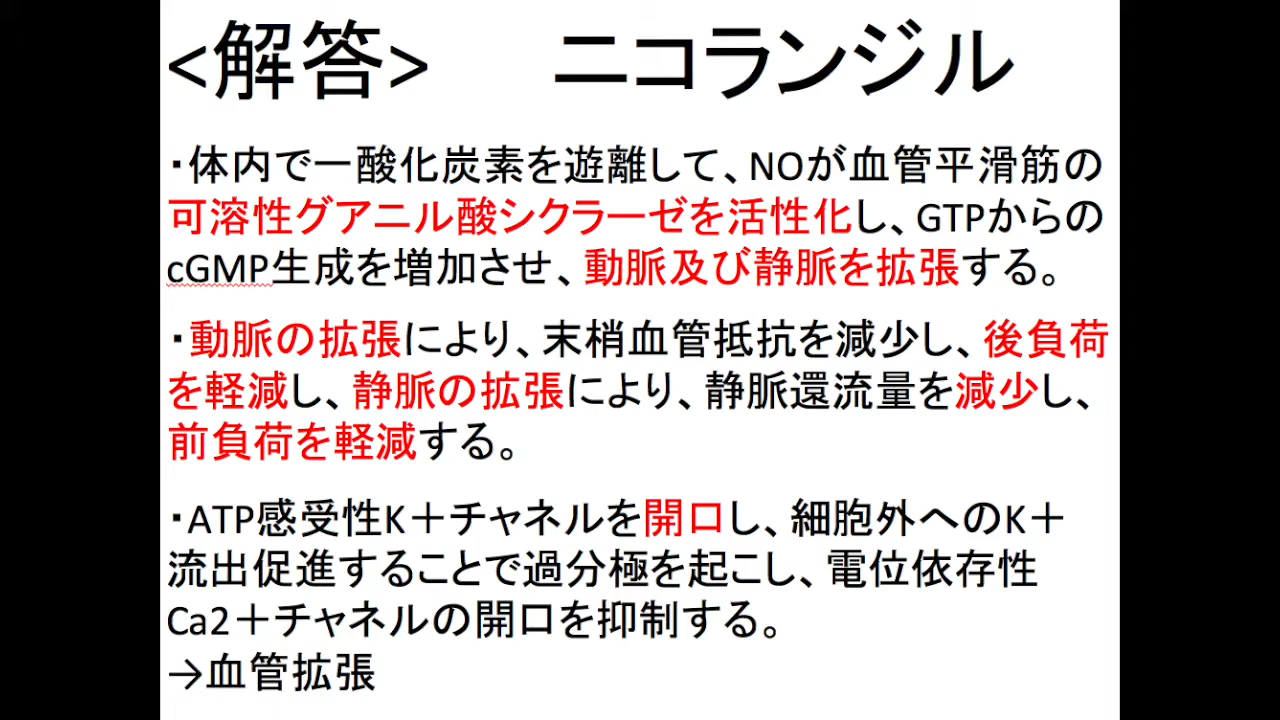 <解答>　ニコランジル
・体内で一酸化炭素を遊離して、NOが血管平滑筋の
可溶性グアニル酸シクラーゼを活性化し、GTPからの
cGMP生成を増加させ、動脈及び静脈を拡張する。
・動脈の拡張により、末梢血管抵抗を減少し、後負荷
を軽減し、静脈の拡張により、静脈還流量を減少し、
前負荷を軽減する。
・ATP感受性K＋チャネルを開口し、細胞外へのK＋
流出促進することで過分極を起こし、電位依存性
Ca2＋チャネルの開口を抑制する。
→血管拡張